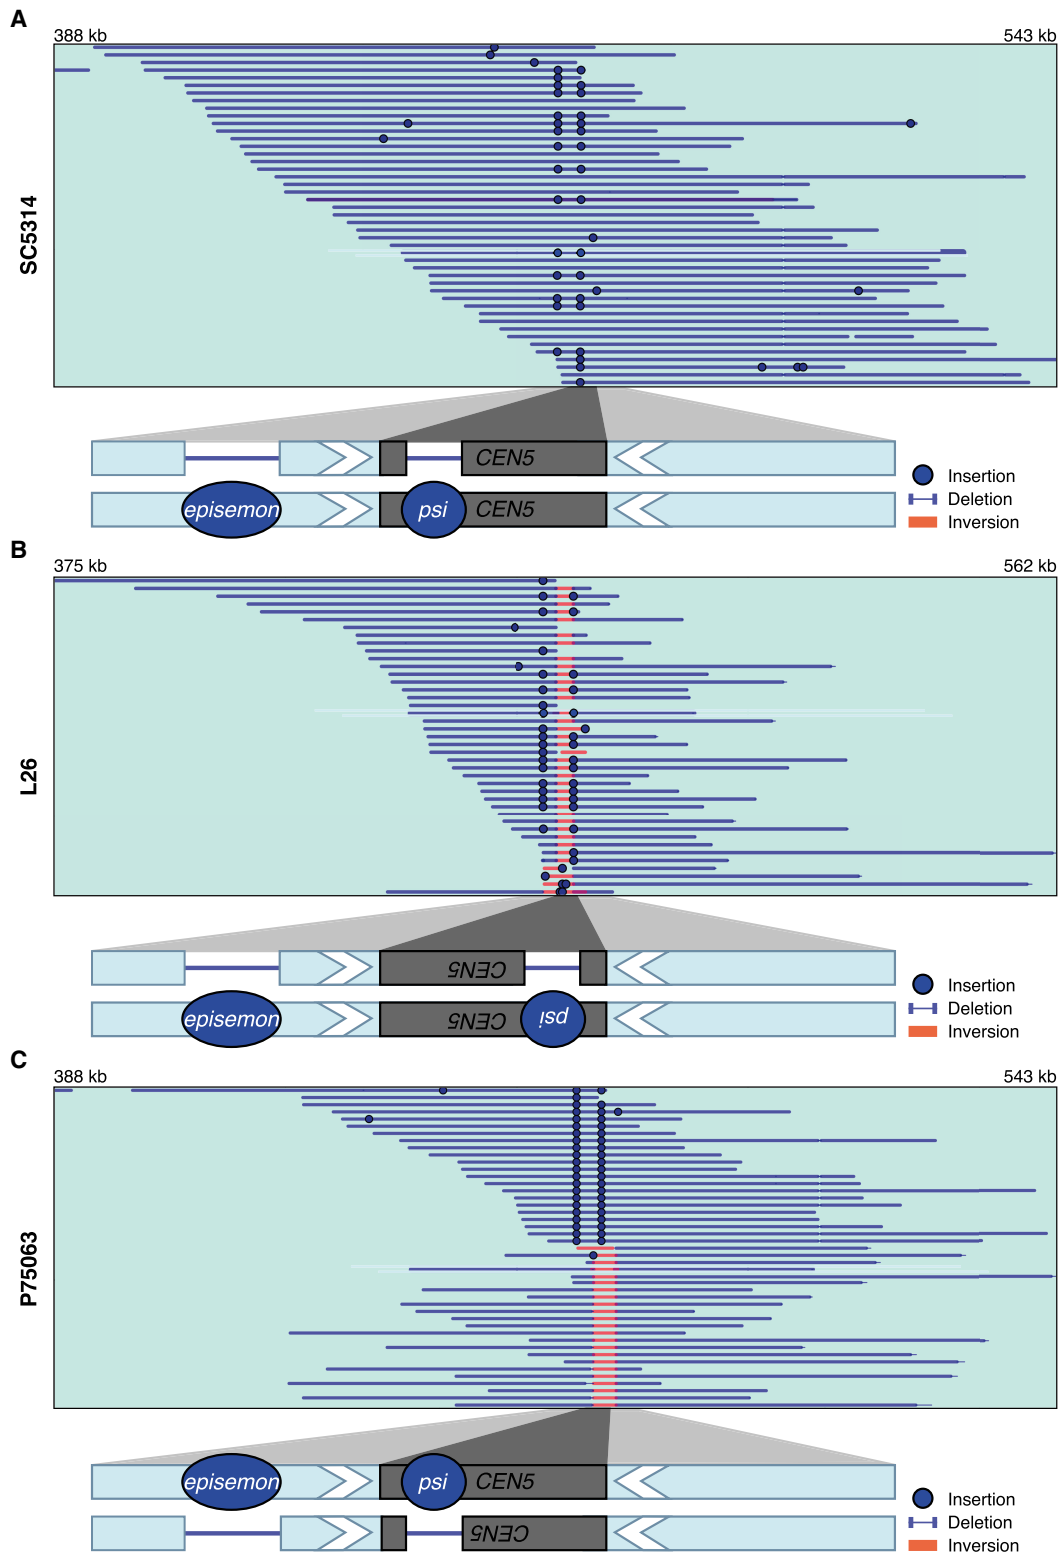 A
388 kb 543 kb
SC5314
CEN5
episemon psi CEN5
Insertion
Deletion
Inversion
B
375 kb 562 kb
L26
CEN5
episemon CEN5 psi
Insertion
Deletion
Inversion
C
388 kb 543 kb
P75063
episemon psi CEN5
CEN5
Insertion
Deletion
Inversion